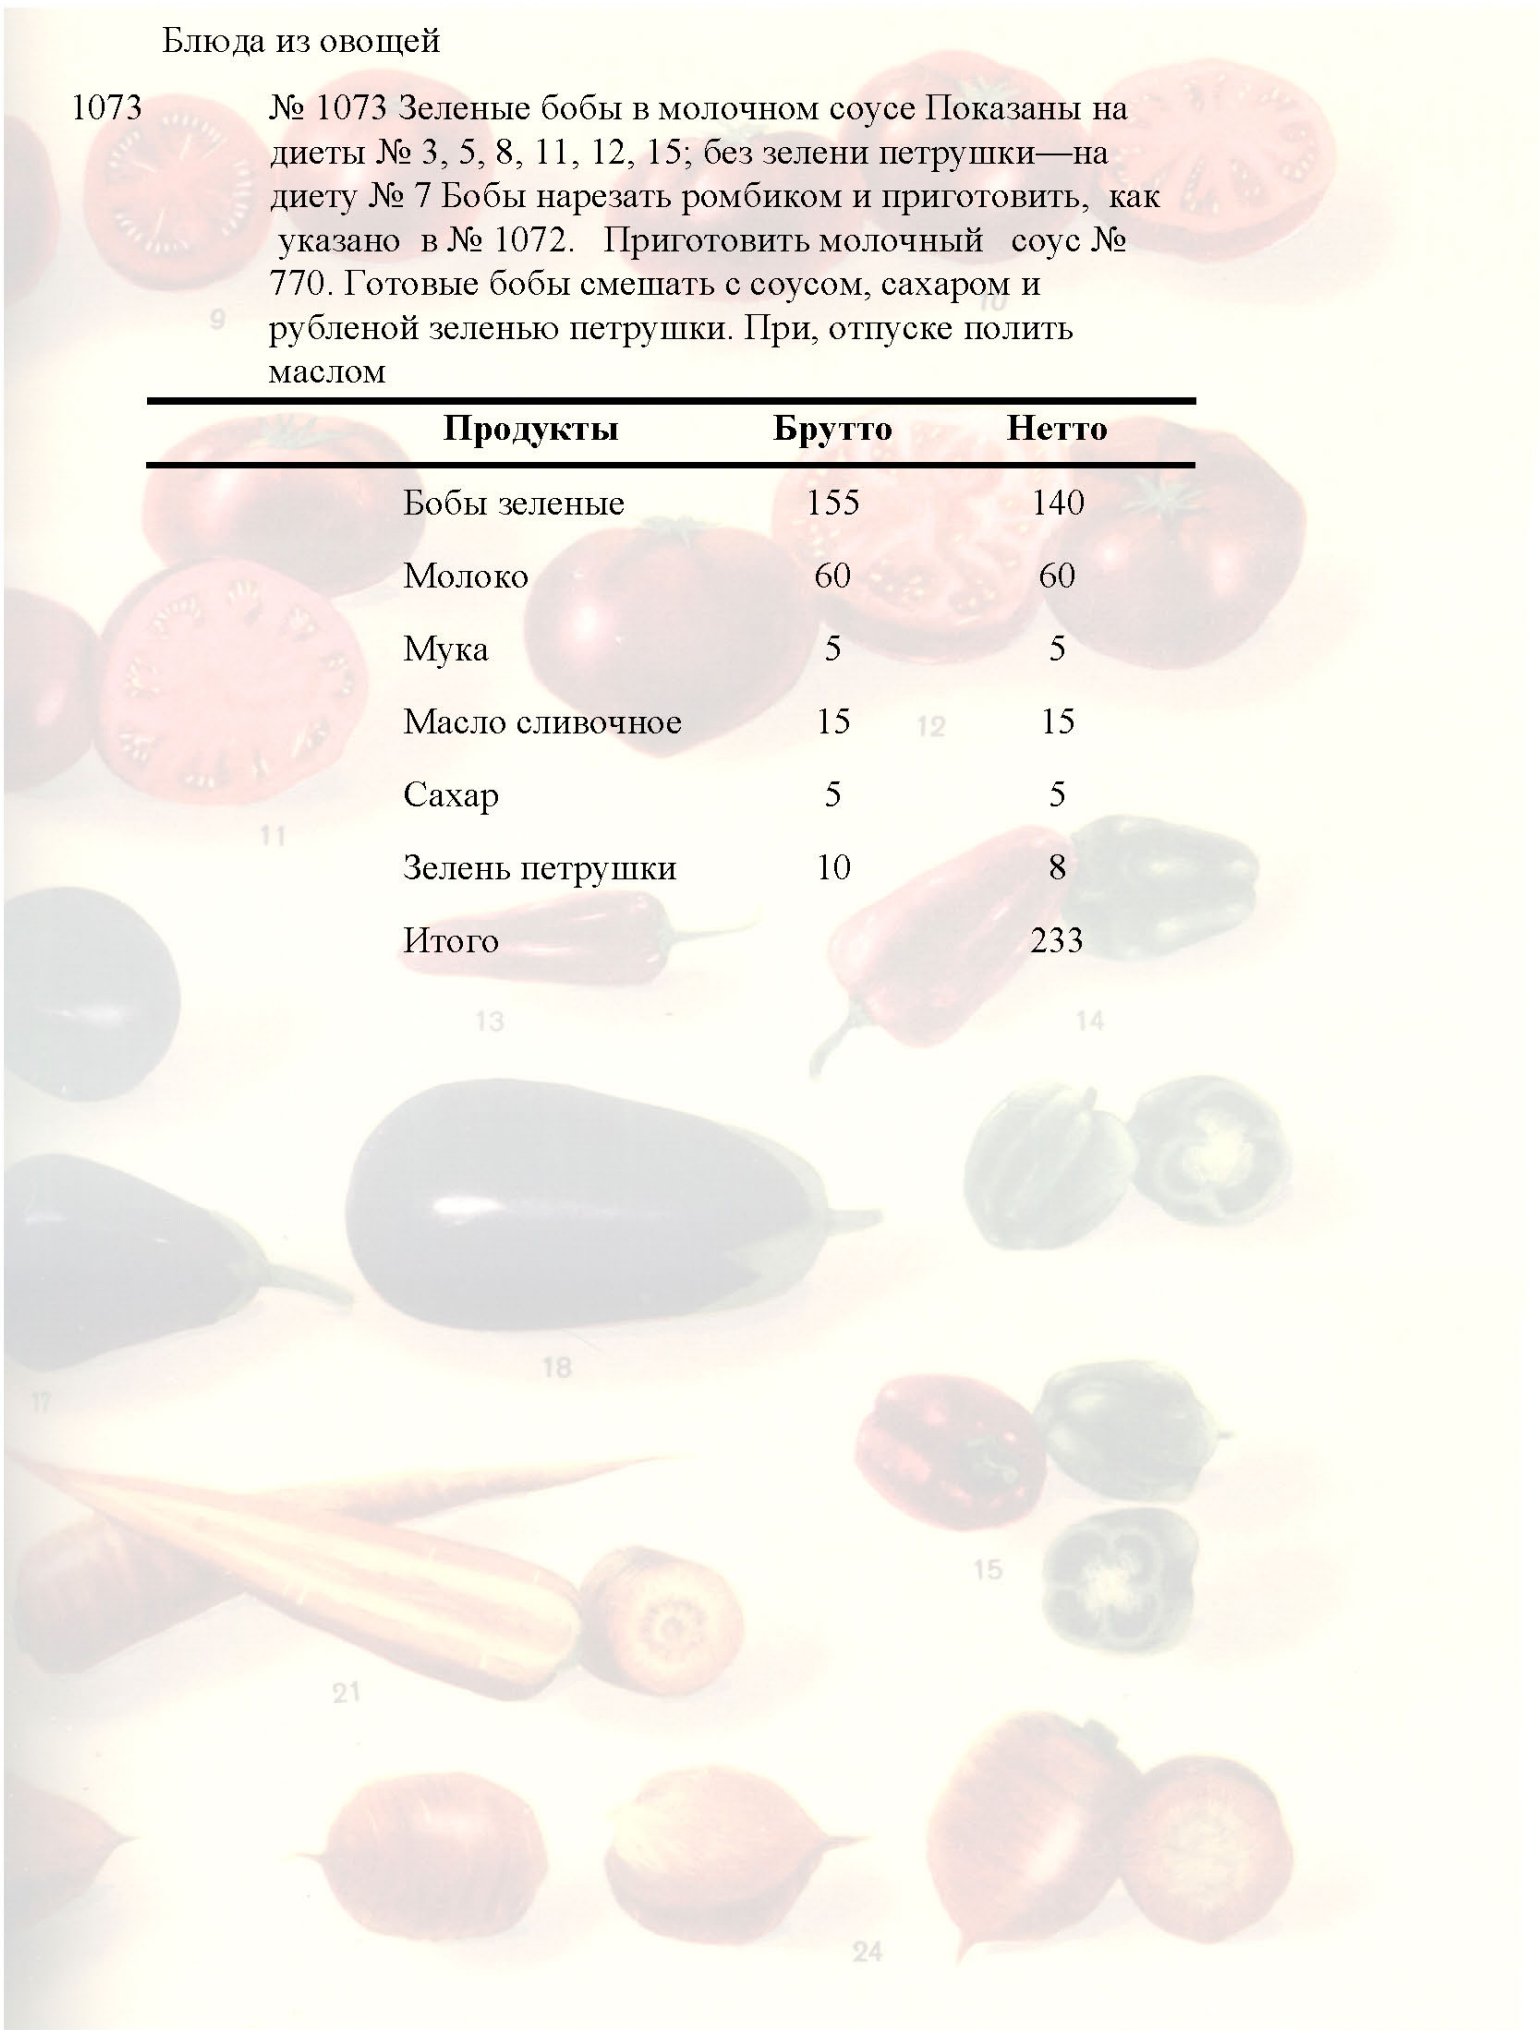 Блюда из овощей
1073
№ 1073 Зеленые бобы в молочном соусе Показаны на
диеты № 3, 5, 8, 11, 12, 15; без зелени петрушки—на
диету № 7 Бобы нарезать ромбиком и приготовить, как
указано в № 1072. Приготовить молочный соус №
770. Готовые бобы смешать с соусом, сахаром и
рубленой зеленью петрушки. При, отпуске полить
маслом
Продукты Брутто Нетто
Бобы зеленые 155 140
Молоко 60 60
Мука 5 5
Масло сливочное 15 15
Сахар 5 5
Зелень петрушки 10 8
Итого 233
9
10
12
11
13
14
18
17
15
21
24